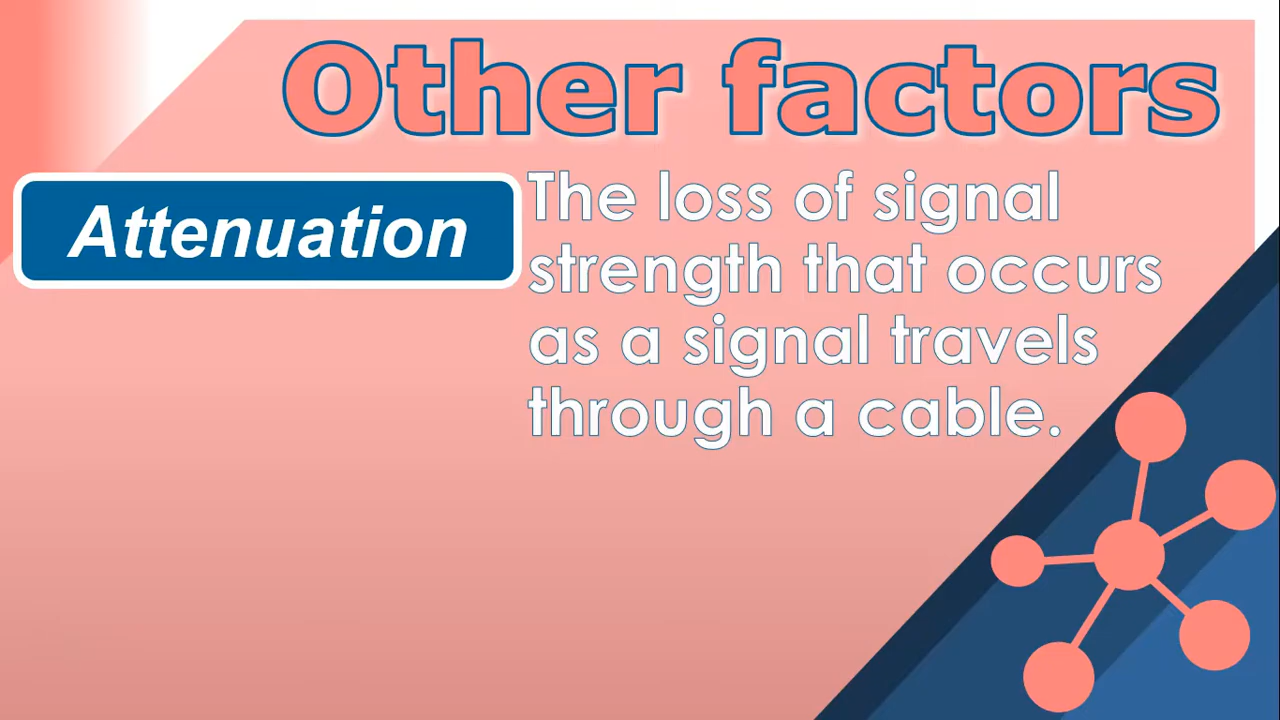 Other factors
Attenuation
The loss of signal
strength that occurs
as a signal travels
through a cable.